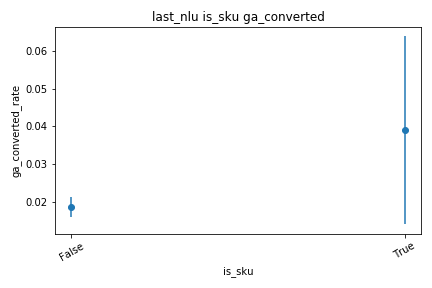 last_nlu is_sku ga_converted
ga_converted_rate
0.06
0.05
0.04
0.03
0.02
False
True
is_sku